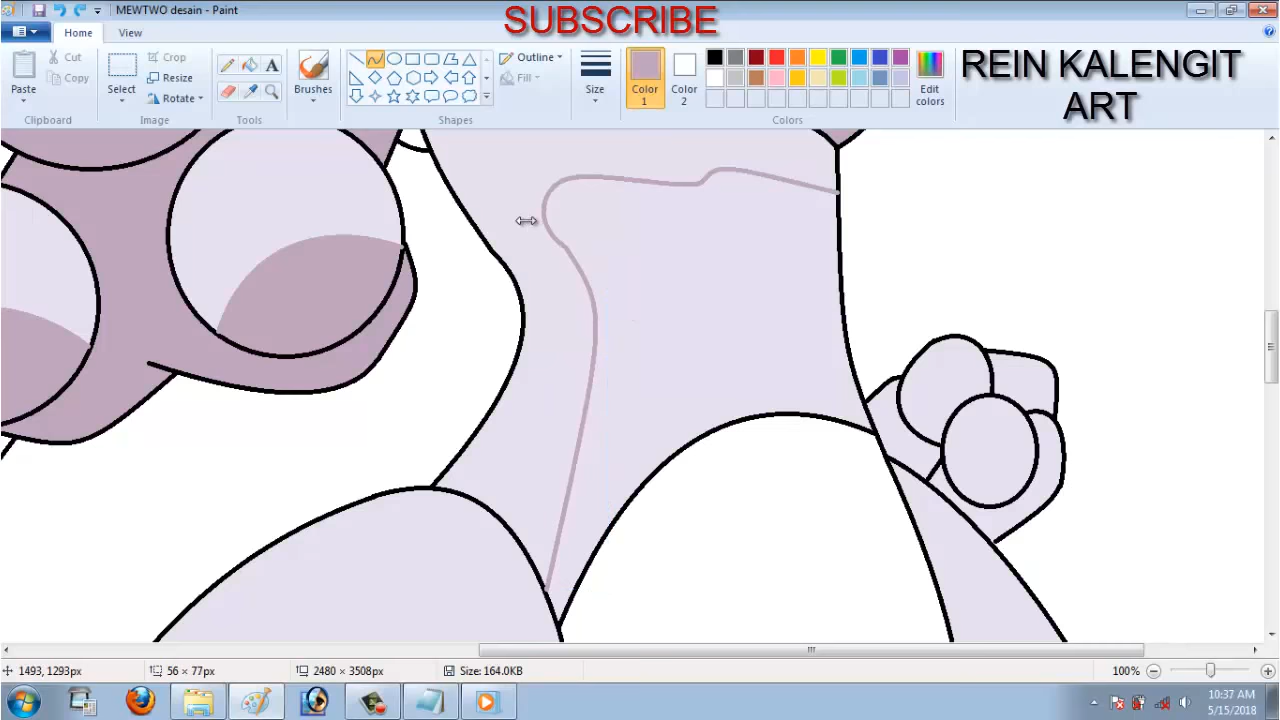 MEWTWO desain - Paint
SUBSCRIBE
Home View
REIN KALENGIT
ART
Paste
Cut
Copy
Clipboard
Select
Crop
Resize
Rotate
Image
A
Tools
Brushes
Outline
Fill
Shapes
Size
Color
1
Color
2
Edit
colors
Colors
1493, 1293px
56 × 77px
2480 × 3508px
Size: 164.0KB
100%
10:37 AM
5/15/2018